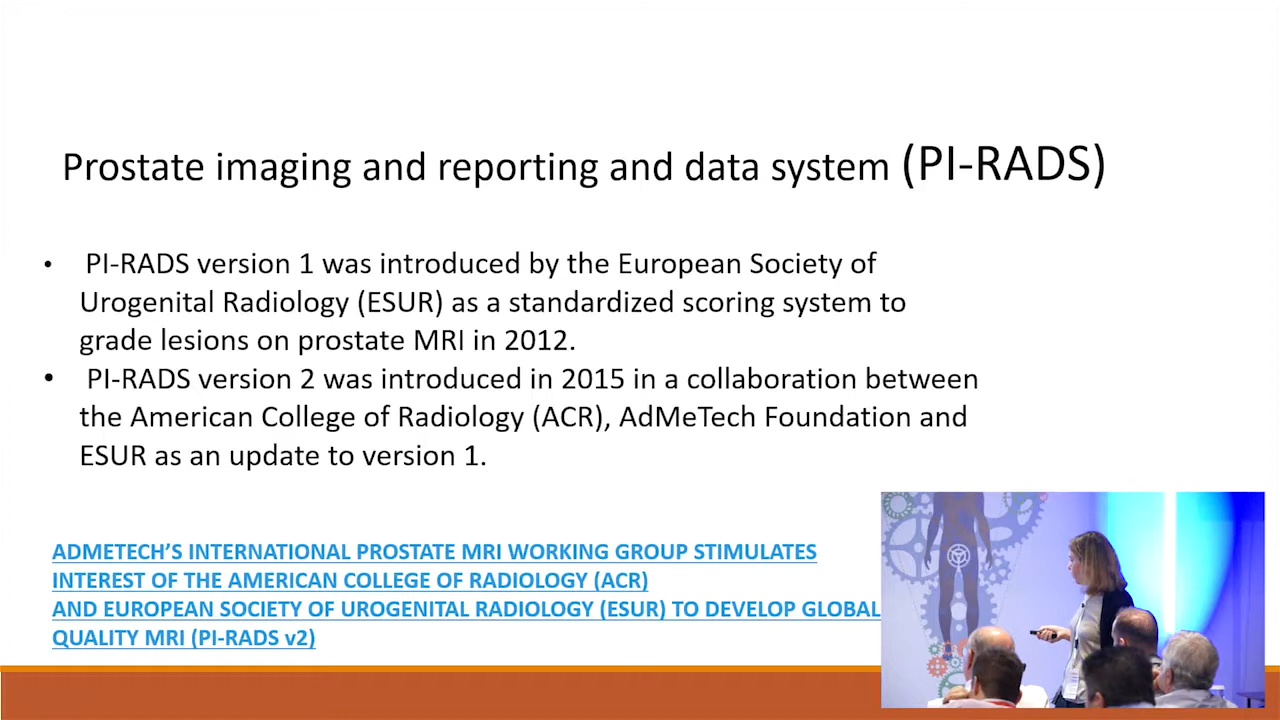 Prostate imaging and reporting and data system (PI-RADS)
• PI-RADS version 1 was introduced by the European Society of
Urogenital Radiology (ESUR) as a standardized scoring system to
grade lesions on prostate MRI in 2012.
• PI-RADS version 2 was introduced in 2015 in a collaboration between
the American College of Radiology (ACR), AdMeTech Foundation and
ESUR as an update to version 1.
ADMETECH’S INTERNATIONAL PROSTATE MRI WORKING GROUP STIMULATES
INTEREST OF THE AMERICAN COLLEGE OF RADIOLOGY (ACR)
AND EUROPEAN SOCIETY OF UROGENITAL RADIOLOGY (ESUR) TO DEVELOP GLOBAL
QUALITY MRI (PI-RADS v2)